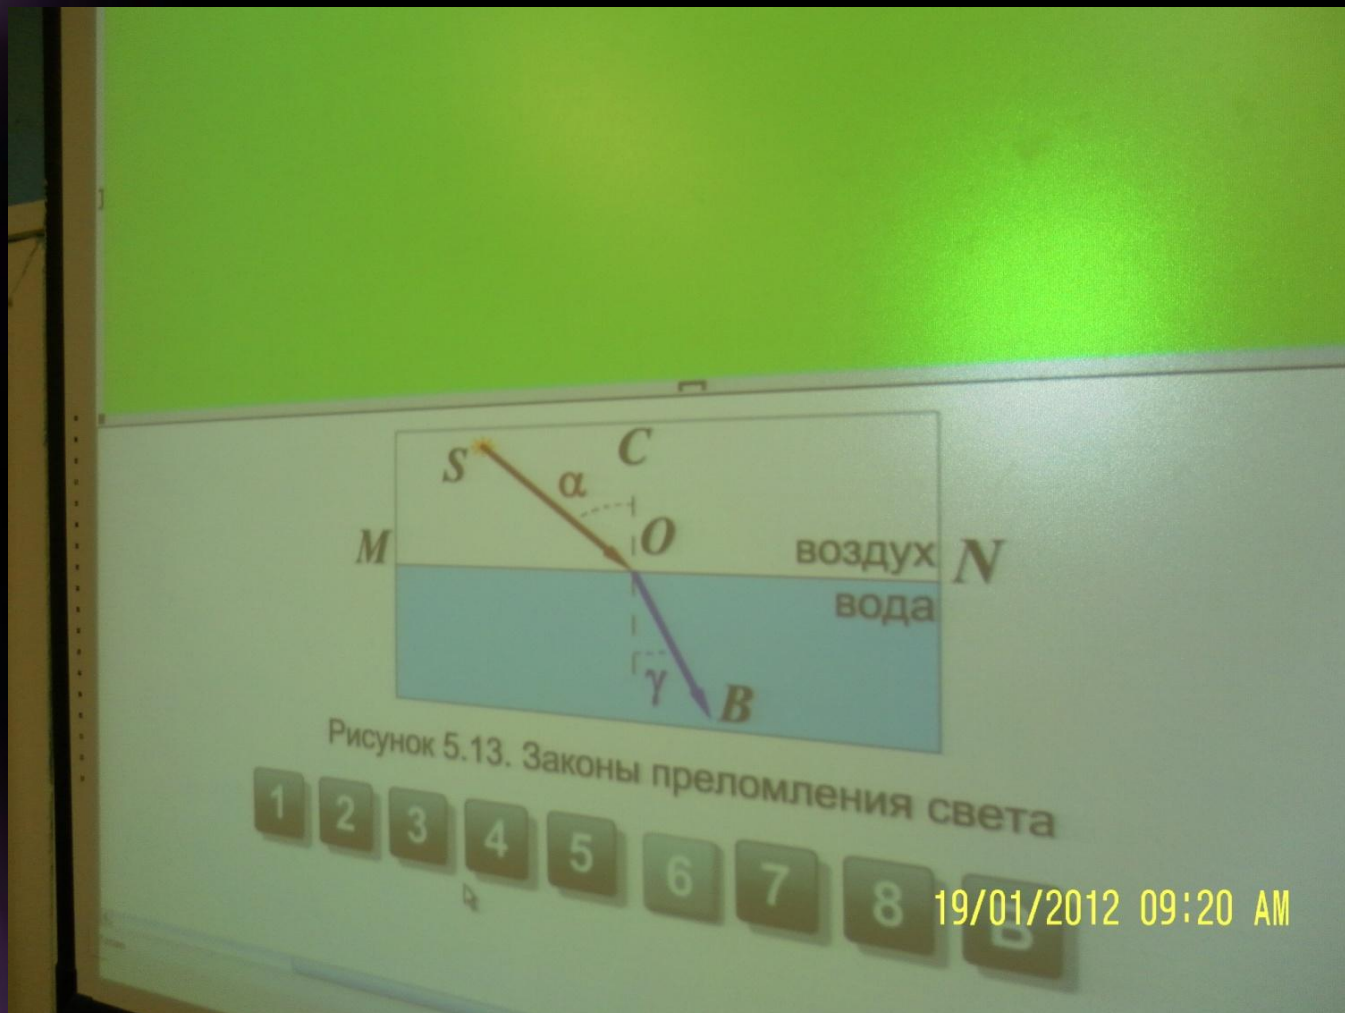 S
C
α
M
O
воздух
N
вода
γ
B
Рисунок 5.13. Законы преломления света
1 2 3 4 5 6 7 8
19/01/2012 09:20 AM